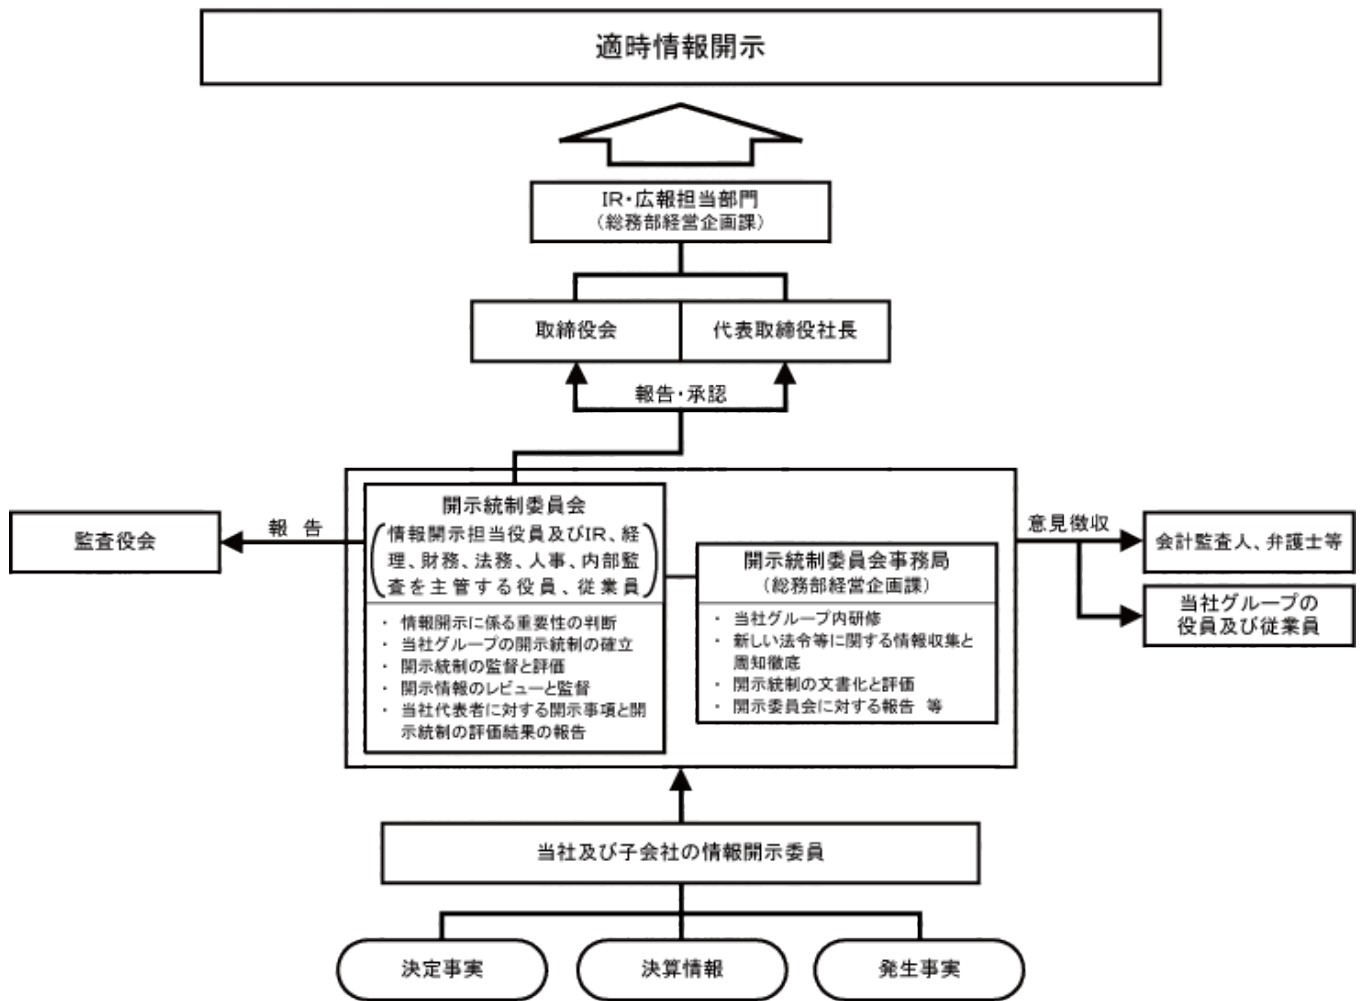 適時情報開示
IR・広報担当部門
（総務部経営企画課）
取締役会
代表取締役社長
報告・承認
監査役会
報 告
開示統制委員会
情報開示担当役員及びIR、経
理、財務、法務、人事、内部監
査を主管する役員、従業員
・ 情報開示に係る重要性の判断
・ 当社グループの開示統制の確立
・ 開示統制の監督と評価
・ 開示情報のレビューと監督
・ 当社代表者に対する開示事項と開
示統制の評価結果の報告
開示統制委員会事務局
（総務部経営企画課）
・ 当社グループ内研修
・ 新しい法令等に関する情報収集と
周知徹底
・ 開示統制の文書化と評価
・ 開示委員会に対する報告 等
意見徴収
会計監査人、弁護士等
当社グループの
役員及び従業員
当社及び子会社の情報開示委員
決定事実
決算情報
発生事実